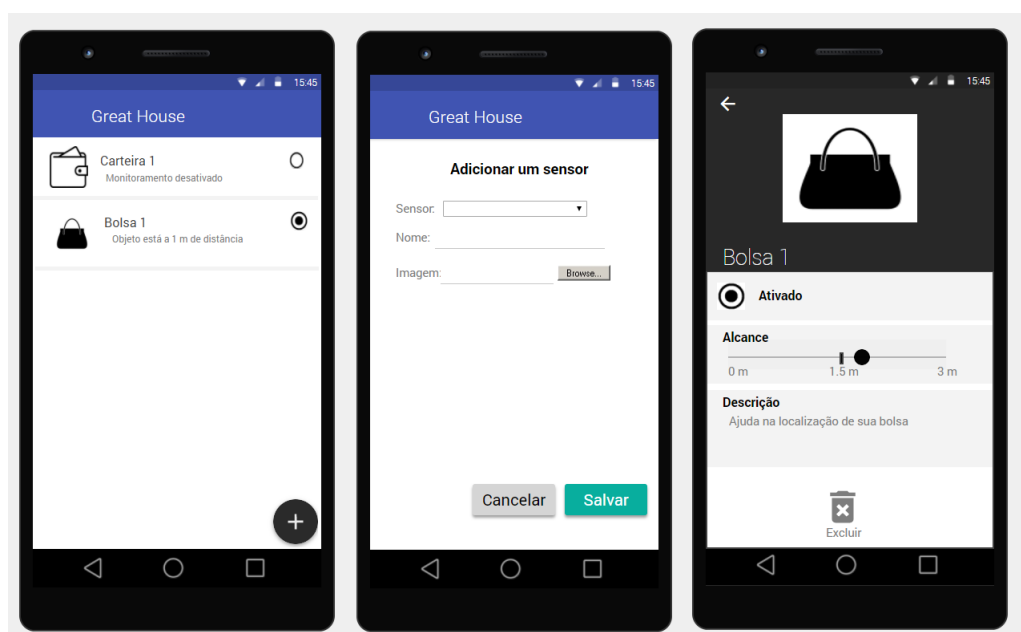 15:45
Great House
Carteira 1
Monitoramento desativado
Bolsa 1
Objeto está a 1 m de distância
+
15:45
Great House
Adicionar um sensor
Sensor:
Nome:
Imagem:
Browse...
Cancelar Salvar
15:45
Bolsa 1
Ativado
Alcance
0 m 1.5 m 3 m
Descrição
Ajuda na localização de sua bolsa
Excluir